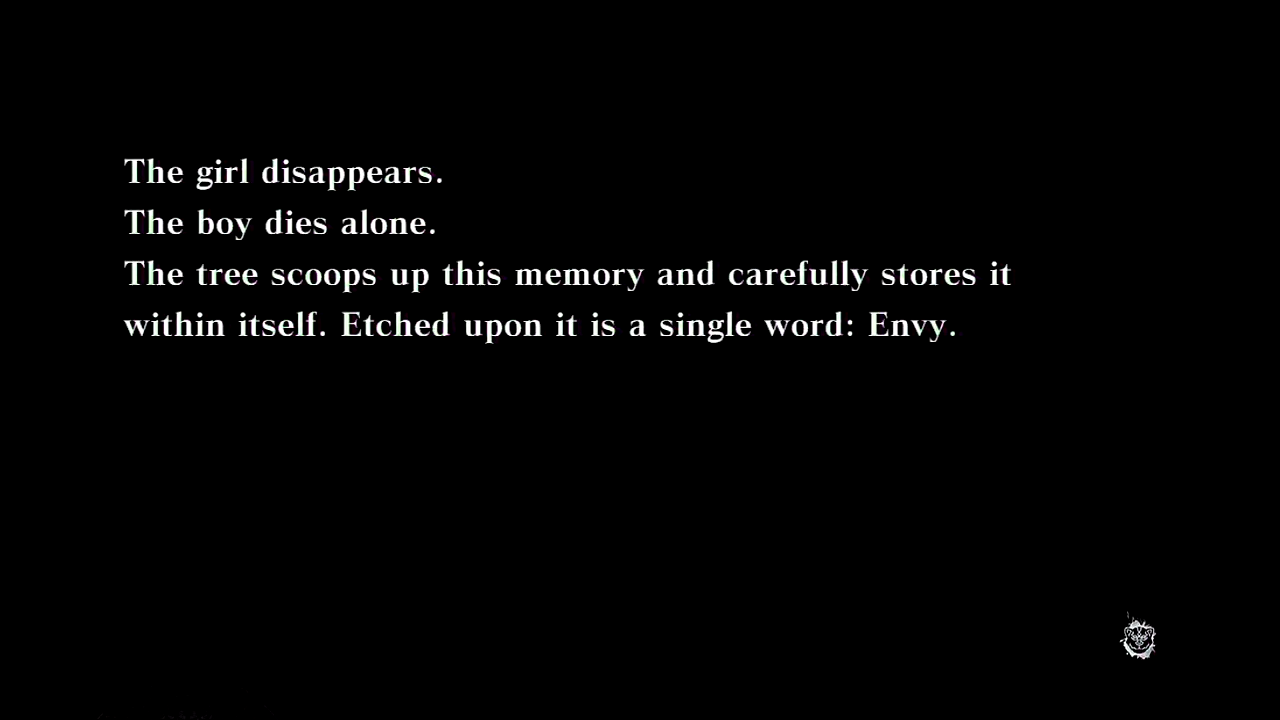 The girl disappears.
The boy dies alone.
The tree scoops up this memory and carefully stores it
within itself. Etched upon it is a single word: Envy.